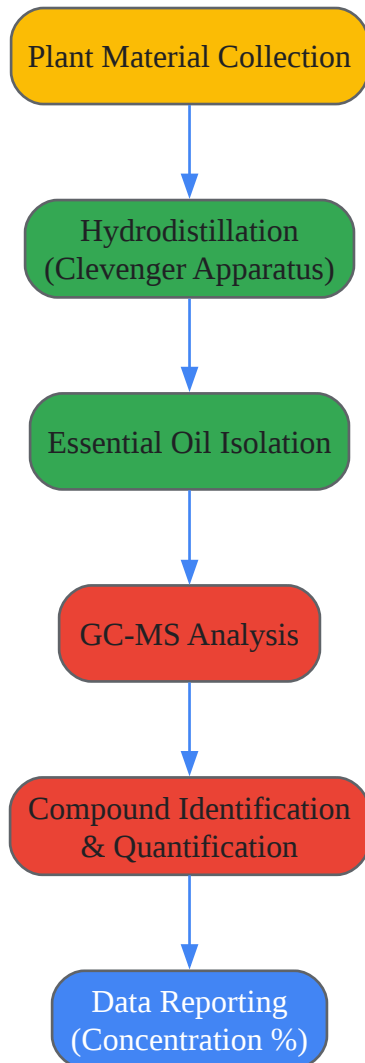 Plant Material Collection
Hydrodistillation
(Clevenger Apparatus)
Essential Oil Isolation
GC-MS Analysis
Compound Identification
& Quantification
Data Reporting
(Concentration %)